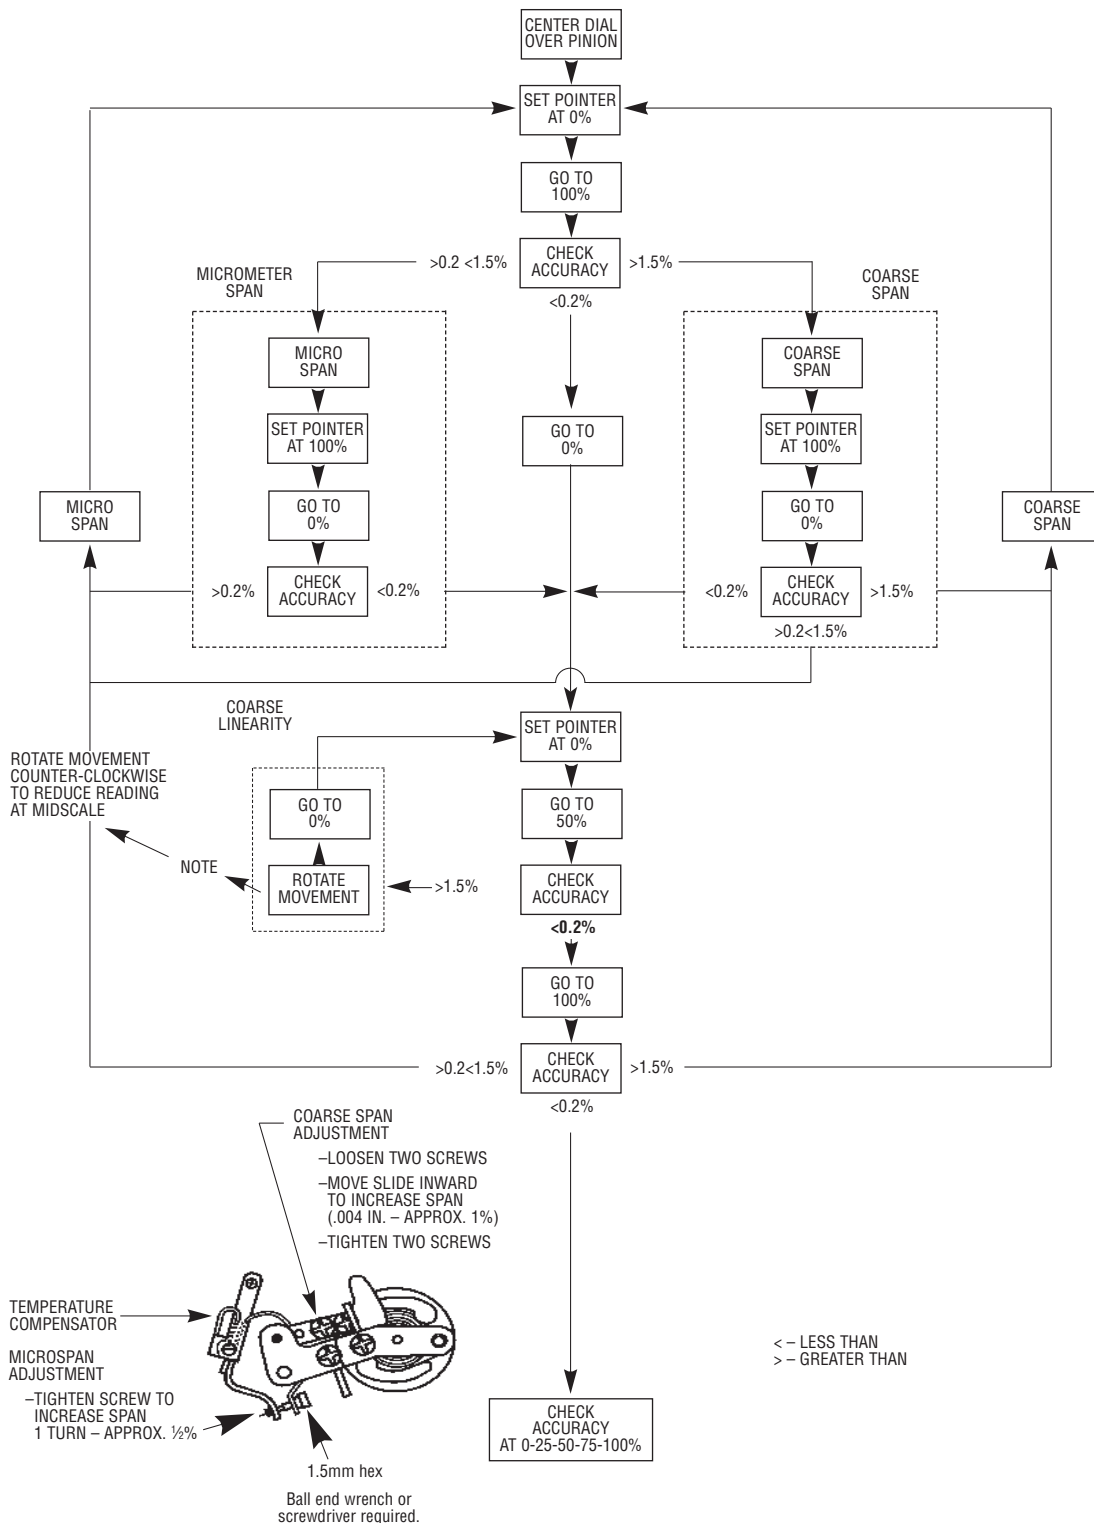 CENTER DIAL
OVER PINION
SET POINTER
AT 0%
GO TO
100%
CHECK
ACCURACY
>0.2 <1.5%
>1.5%
<0.2%
MICROMETER
SPAN
COARSE
SPAN
MICRO
SPAN
SET POINTER
AT 100%
GO TO
0%
CHECK
ACCURACY
>0.2%
<0.2%
GO TO
0%
COARSE
SPAN
SET POINTER
AT 100%
GO TO
0%
CHECK
ACCURACY
<0.2%
>1.5%
>0.2<1.5%
MICRO
SPAN
COARSE
SPAN
COARSE
LINEARITY
SET POINTER
AT 0%
GO TO
50%
CHECK
ACCURACY
<0.2%
GO TO
100%
CHECK
ACCURACY
>0.2<1.5%
>1.5%
<0.2%
GO TO
0%
ROTATE
MOVEMENT
>1.5%
NOTE
ROTATE MOVEMENT
COUNTER-CLOCKWISE
TO REDUCE READING
AT MIDSCALE
COARSE SPAN
ADJUSTMENT
–LOOSEN TWO SCREWS
–MOVE SLIDE INWARD
TO INCREASE SPAN
(.004 IN. – APPROX. 1%)
–TIGHTEN TWO SCREWS
TEMPERATURE
COMPENSATOR
MICROSPAN
ADJUSTMENT
–TIGHTEN SCREW TO
INCREASE SPAN
1 TURN – APPROX. ½%
1.5mm hex
Ball end wrench or
screwdriver required.
< – LESS THAN
> – GREATER THAN
CHECK
ACCURACY
AT 0-25-50-75-100%